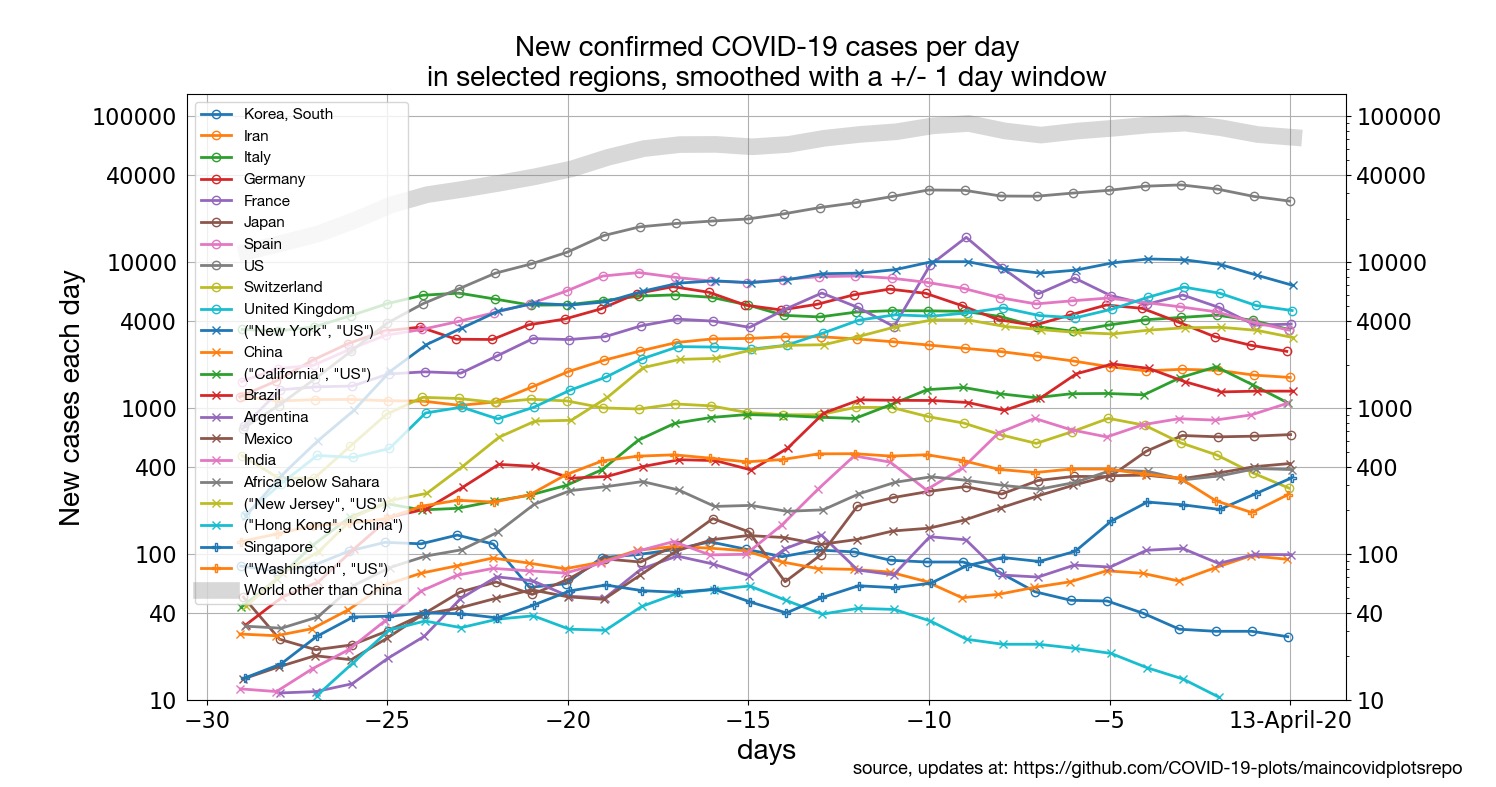 New confirmed COVID-19 cases per day
in selected regions, smoothed with a +/- 1 day window
New cases each day
100000
40000
10000
4000
1000
400
100
40
10
Korea, South
Iran
Italy
Germany
France
Japan
Spain
US
Switzerland
United Kingdom
("New York", "US")
China
("California", "US")
Brazil
Argentina
Mexico
India
Africa below Sahara
("New Jersey", "US")
("Hong Kong", "China")
Singapore
("Washington", "US")
World other than China
100000
40000
10000
4000
1000
400
100
40
10
−30 −25 −20 −15 −10 −5 13-April-20
days
source, updates at: https://github.com/COVID-19-plots/maincovidplotsrepo